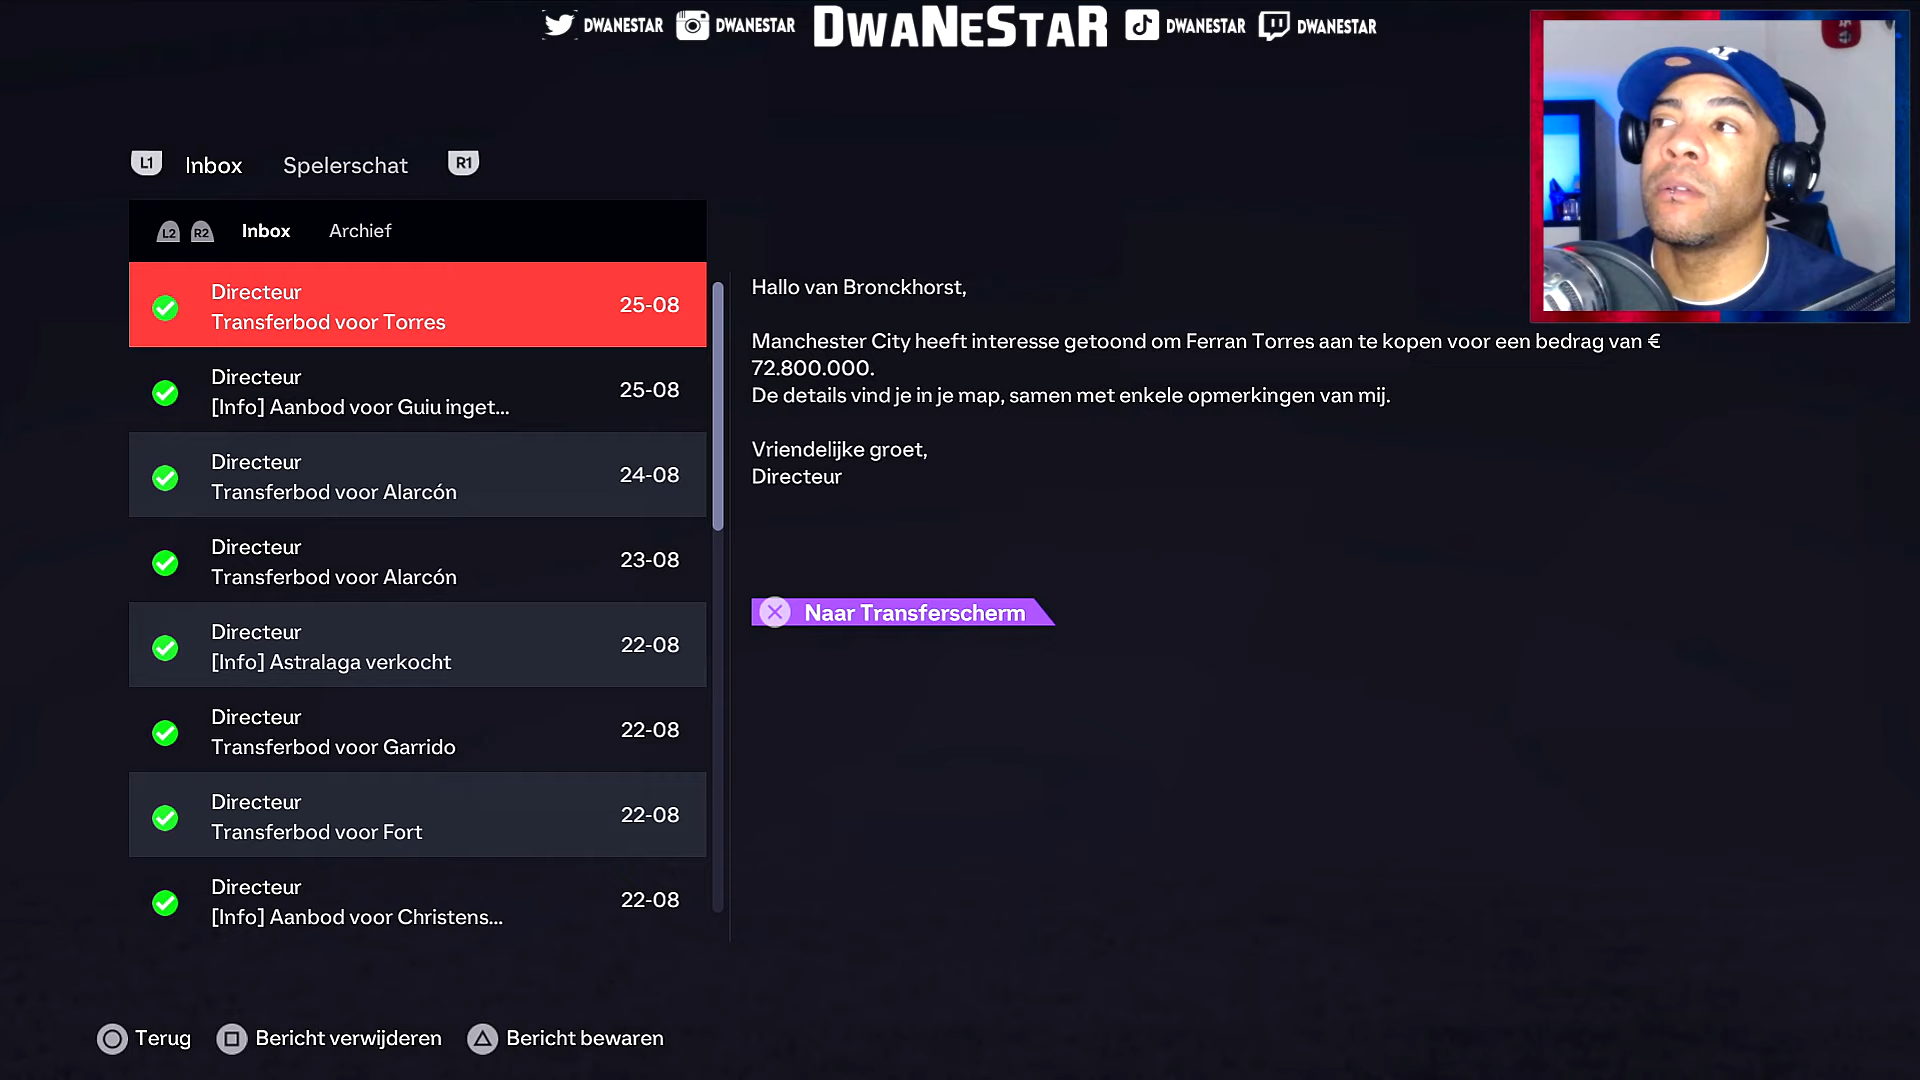 DWANESTAR
DWANESTAR
DWANESTAR
DWANESTAR
DWANESTAR
L1 Inbox Spelerschat R1
L2 R2 Inbox Archief
Directeur
Transferbod voor Torres
25-08
Directeur
[Info] Aanbod voor Guiu inget...
25-08
Directeur
Transferbod voor Alarcón
24-08
Directeur
Transferbod voor Alarcón
23-08
Directeur
[Info] Astralaga verkocht
22-08
Directeur
Transferbod voor Garrido
22-08
Directeur
Transferbod voor Fort
22-08
Directeur
[Info] Aanbod voor Christens...
22-08
Hallo van Bronckhorst,
Manchester City heeft interesse getoond om Ferran Torres aan te kopen voor een bedrag van €
72.800.000.
De details vind je in je map, samen met enkele opmerkingen van mij.
Vriendelijke groet,
Directeur
Naar Transferscherm
Terug Bericht verwijderen Bericht bewaren